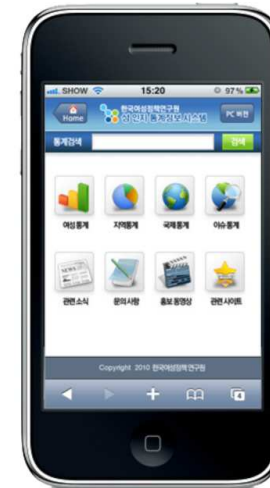 SHOW 15:20 97%
Home
한국여성정책연구원
성 인지 통계정보 시스템
PC 버전
통계검색
검색
여성 통계 지역통계 국제 통계 이슈 통계
NEWS
관련 소식 문의 사항 홍보 동영상 관련 사이트
Copyright 2010 한국여성정책 연구원